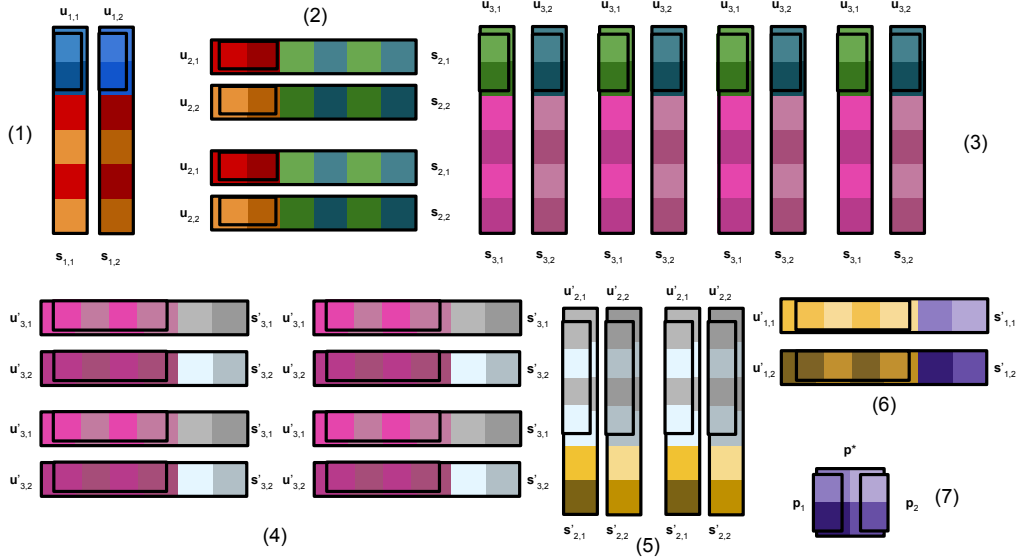 u1,1 u1,2
(1)
s1,1 s1,2
(2)
u2,1 s2,1
u2,2 s2,2
u2,1 s2,1
u2,2 s2,2
u3,1 u3,2 u3,1 u3,2 u3,1 u3,2 u3,1 u3,2
(3)
s3,1 s3,2 s3,1 s3,2 s3,1 s3,2 s3,1 s3,2
u'3,1 s'3,1 u'3,1 s'3,1
u'3,2 s'3,2 u'3,2 s'3,2
u'3,1 s'3,1 u'3,1 s'3,1
u'3,2 s'3,2 u'3,2 s'3,2
(4)
u'2,1 u'2,2 u'2,1 u'2,2
s'2,1 s'2,2 s'2,1 s'2,2
(5)
u'1,1 s'1,1
u'1,2 s'1,2
(6)
p*
p1 p2
(7)